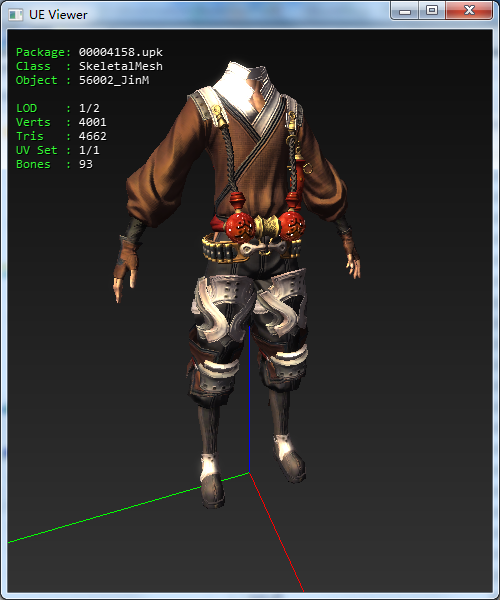 UE Viewer
Package: 00004158.upk
Class : SkeletalMesh
Object : 56002_JinM
LOD : 1/2
Verts : 4001
Tris : 4662
UV Set : 1/1
Bones : 93